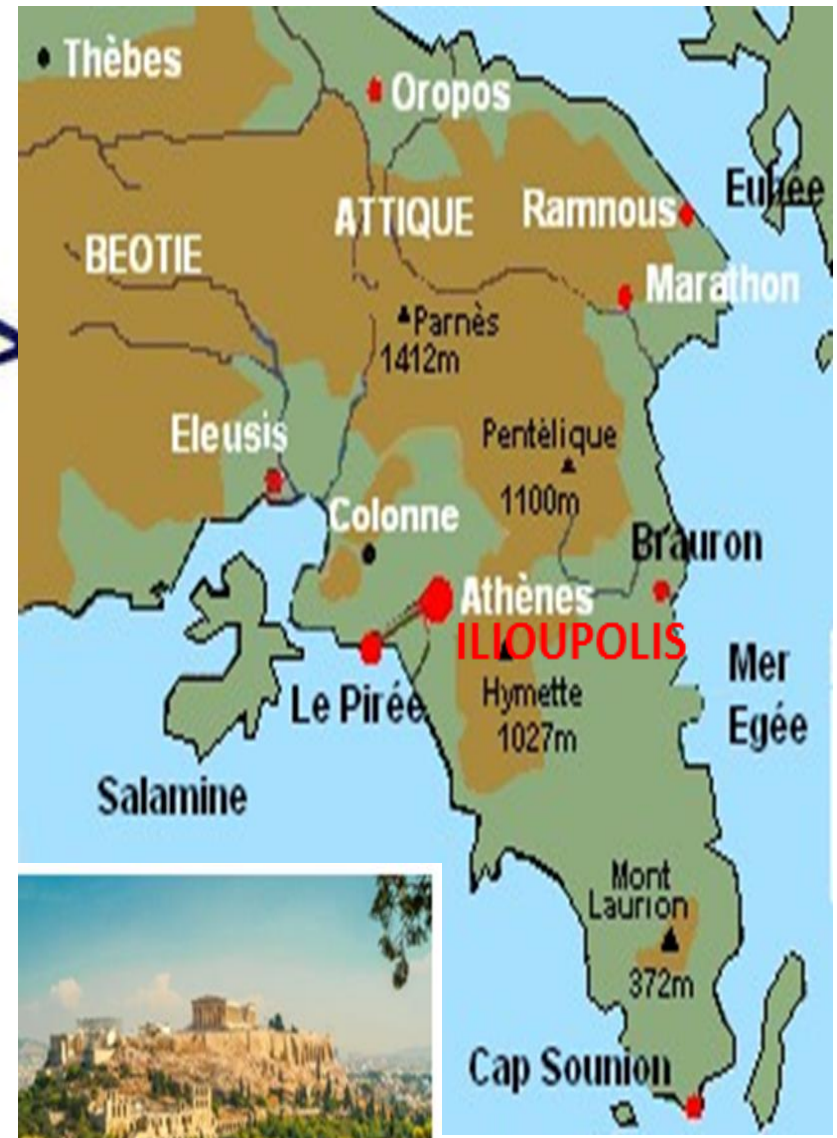 Thèbes
Oropos
Eubée
ATTIQUE
Ramnous
BEOTIE
Marathon
Parnès
1412m
Eleusis
Pentèlique
1100m
Colonne
Brauron
Athènes
ILIOUPOLIS
Le Pirée
Hymette
1027m
Mer
Egée
Salamine
Mont
Laurion
372m
Cap Sounion